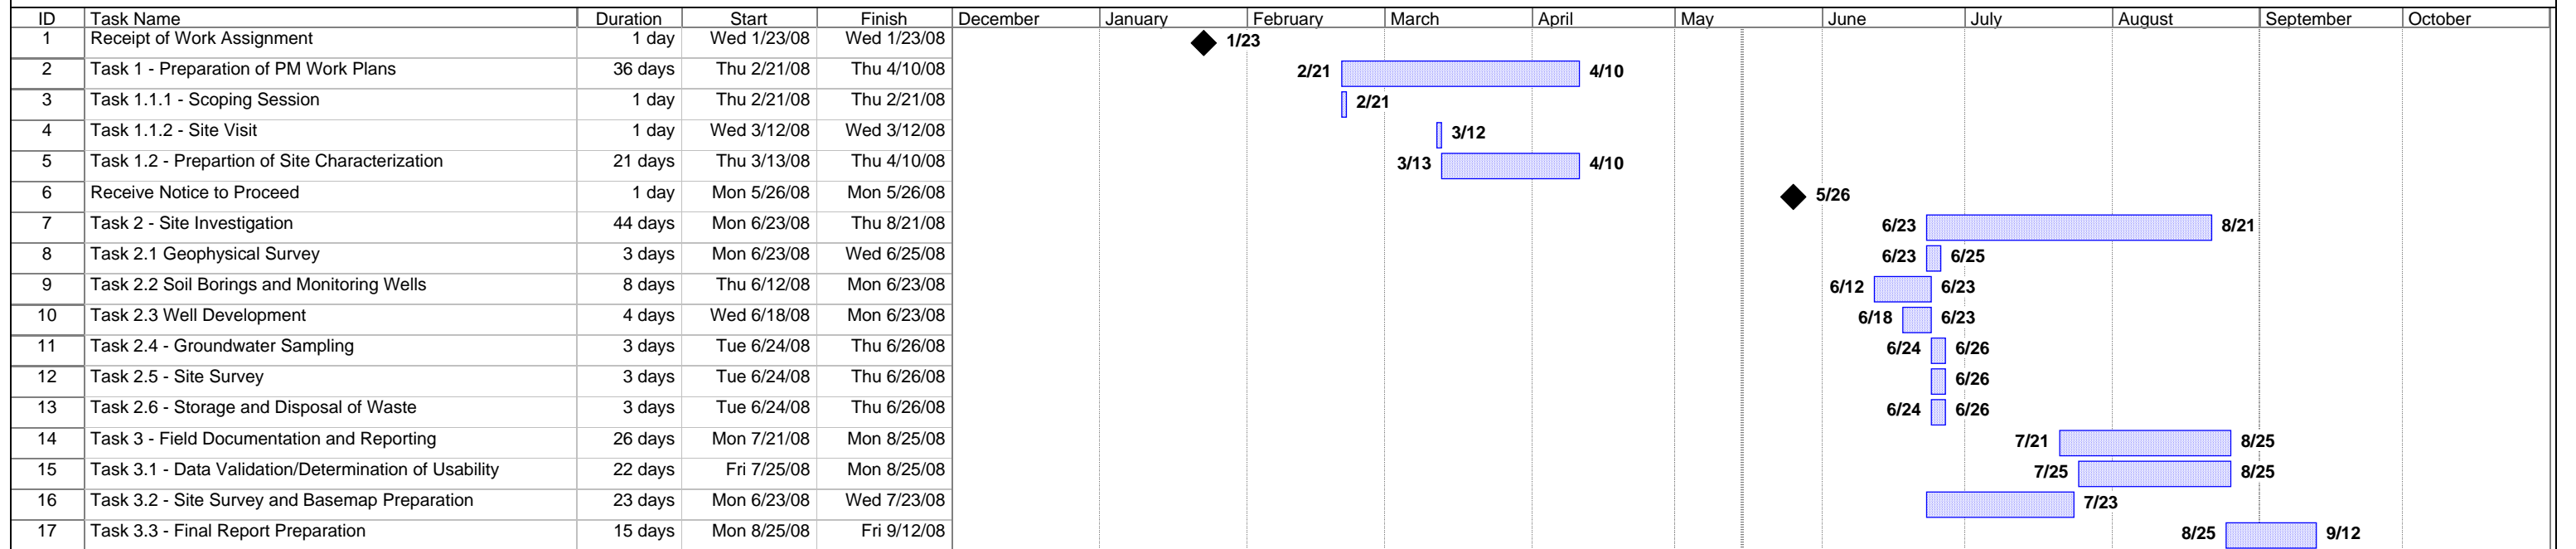 ID Task Name Duration Start Finish December January February March April May June July August September October
1 Receipt of Work Assignment 1 day Wed 1/23/08 Wed 1/23/08 1/23
2 Task 1 - Preparation of PM Work Plans 36 days Thu 2/21/08 Thu 4/10/08 2/21 4/10
3 Task 1.1.1 - Scoping Session 1 day Thu 2/21/08 Thu 2/21/08 2/21
4 Task 1.1.2 - Site Visit 1 day Wed 3/12/08 Wed 3/12/08 3/12
5 Task 1.2 - Prepartion of Site Characterization 21 days Thu 3/13/08 Thu 4/10/08 3/13 4/10
6 Receive Notice to Proceed 1 day Mon 5/26/08 Mon 5/26/08 5/26
7 Task 2 - Site Investigation 44 days Mon 6/23/08 Thu 8/21/08 6/23 8/21
8 Task 2.1 Geophysical Survey 3 days Mon 6/23/08 Wed 6/25/08 6/23 6/25
9 Task 2.2 Soil Borings and Monitoring Wells 8 days Thu 6/12/08 Mon 6/23/08 6/12 6/23
10 Task 2.3 Well Development 4 days Wed 6/18/08 Mon 6/23/08 6/18 6/23
11 Task 2.4 - Groundwater Sampling 3 days Tue 6/24/08 Thu 6/26/08 6/24 6/26
12 Task 2.5 - Site Survey 3 days Tue 6/24/08 Thu 6/26/08 6/26
13 Task 2.6 - Storage and Disposal of Waste 3 days Tue 6/24/08 Thu 6/26/08 6/24 6/26
14 Task 3 - Field Documentation and Reporting 26 days Mon 7/21/08 Mon 8/25/08 7/21 8/25
15 Task 3.1 - Data Validation/Determination of Usability 22 days Fri 7/25/08 Mon 8/25/08 7/25 8/25
16 Task 3.2 - Site Survey and Basemap Preparation 23 days Mon 6/23/08 Wed 7/23/08 7/23
17 Task 3.3 - Final Report Preparation 15 days Mon 8/25/08 Fri 9/12/08 8/25 9/12